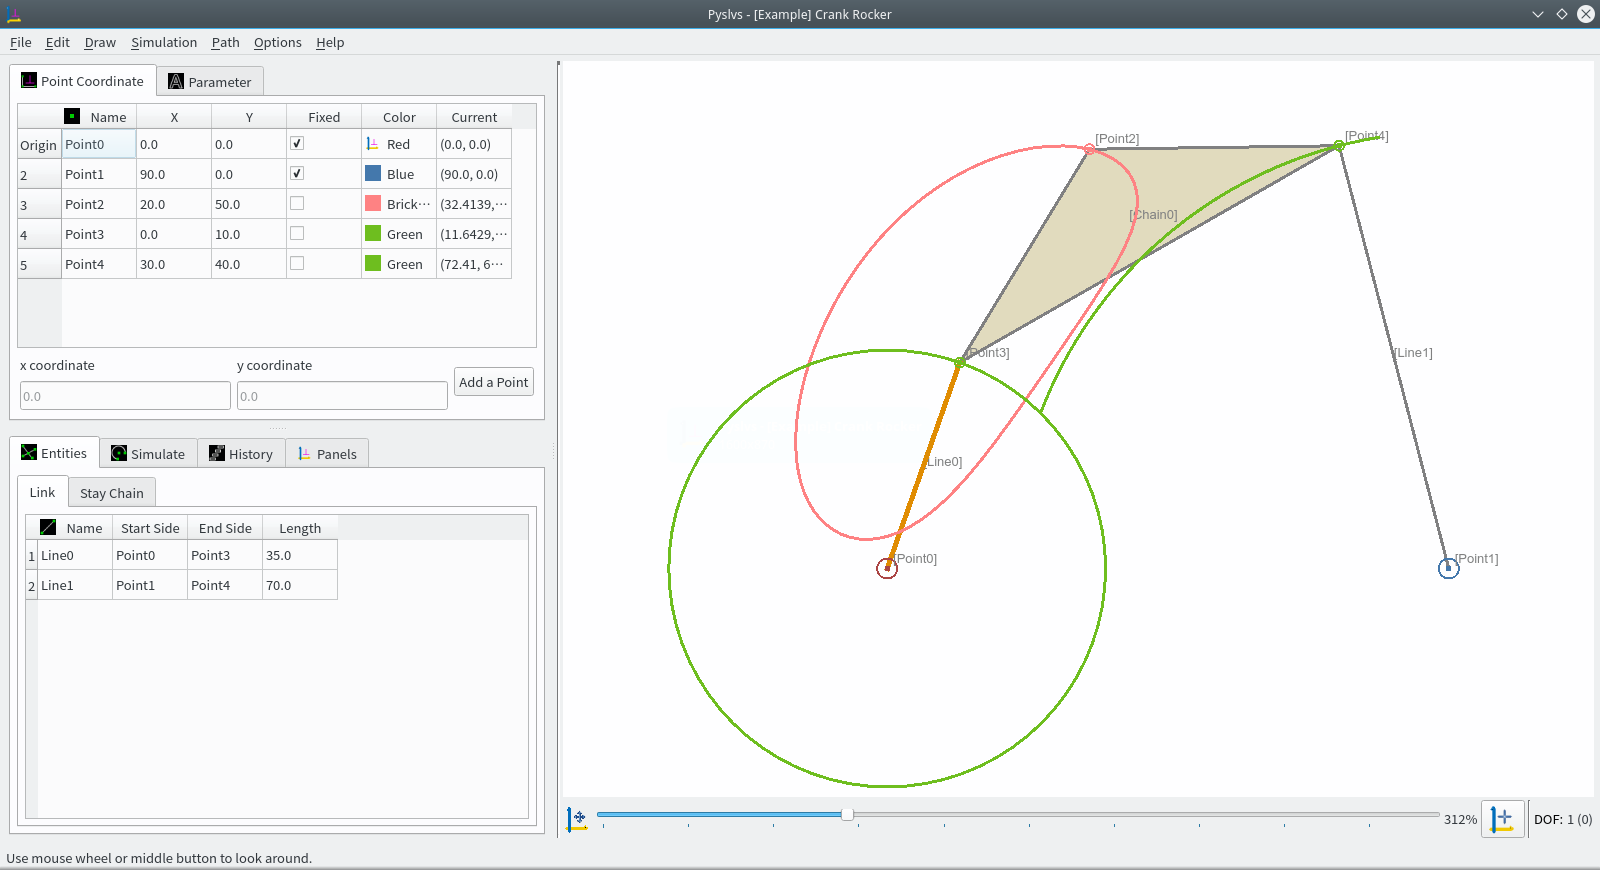 Pyslvs - [Example] Crank Rocker
File Edit Draw Simulation Path Options Help
Point Coordinate Parameter
Name X Y Fixed Color Current
Origin Point0 0.0 0.0 Red (0.0, 0.0)
2 Point1 90.0 0.0 Blue (90.0, 0.0)
3 Point2 20.0 50.0 Brick⋯ (32.4139,⋯
4 Point3 0.0 10.0 Green (11.6429,⋯
5 Point4 30.0 40.0 Green (72.41, 6⋯
x coordinate y coordinate
0.0 0.0 Add a Point
Entities Simulate History Panels
Link Stay Chain
Name Start Side End Side Length
1 Line0 Point0 Point3 35.0
2 Line1 Point1 Point4 70.0
[Point2]
[Point4]
[Chain0]
[Point3]
[Line1]
[Line0]
[Point0]
[Point1]
312% DOF: 1 (0)
Use mouse wheel or middle button to look around.